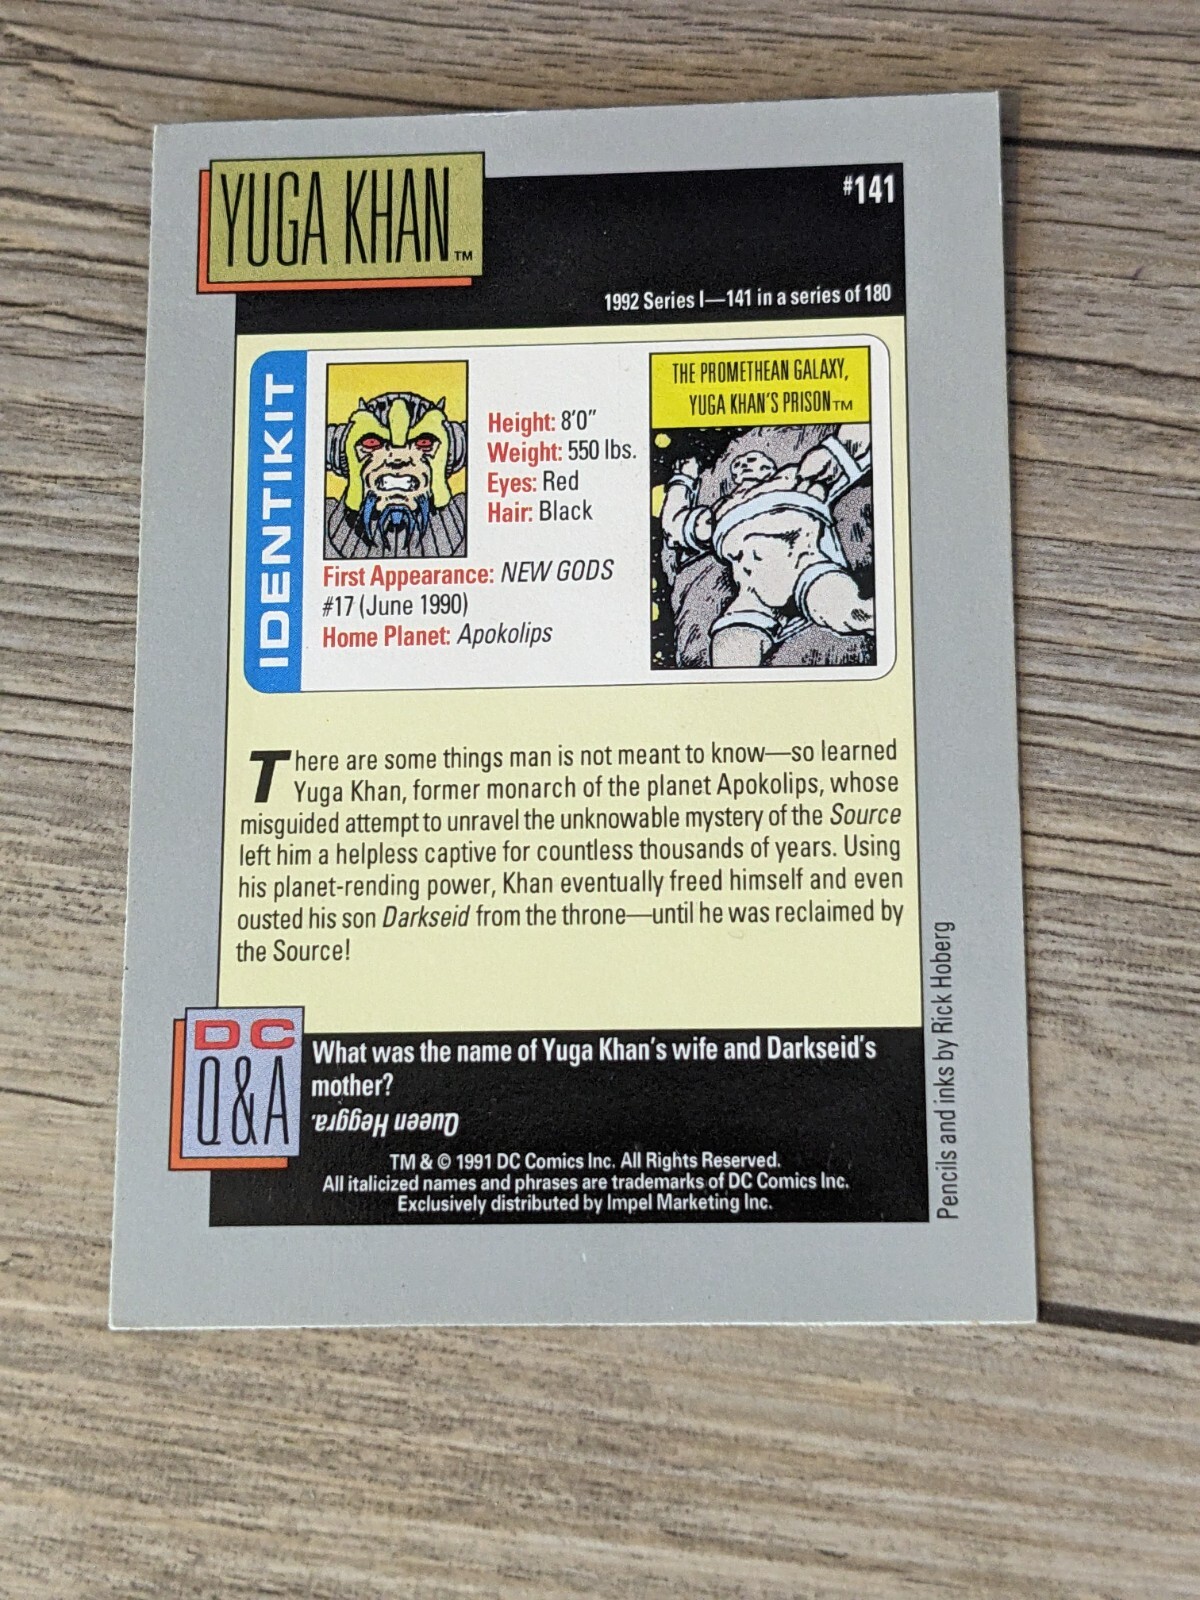 YUGA KHAN™
#141
1992 Series I—141 in a series of 180
IDENTIKIT
Height: 8'0"
Weight: 550 lbs.
Eyes: Red
Hair: Black
First Appearance: NEW GODS
#17 (June 1990)
Home Planet: Apokolips
THE PROMETHEAN GALAXY,
YUGA KHAN'S PRISON™
There are some things man is not meant to know—so learned
Yuga Khan, former monarch of the planet Apokolips, whose
misguided attempt to unravel the unknowable mystery of the Source
left him a helpless captive for countless thousands of years. Using
his planet-rending power, Khan eventually freed himself and even
ousted his son Darkseid from the throne—until he was reclaimed by
the Source!
DC
Q&A
What was the name of Yuga Khan's wife and Darkseid's
mother?
Queen Heggra.
TM & © 1991 DC Comics Inc. All Rights Reserved.
All italicized names and phrases are trademarks of DC Comics Inc.
Exclusively distributed by Impel Marketing Inc.
Pencils and inks by Rick Hoberg